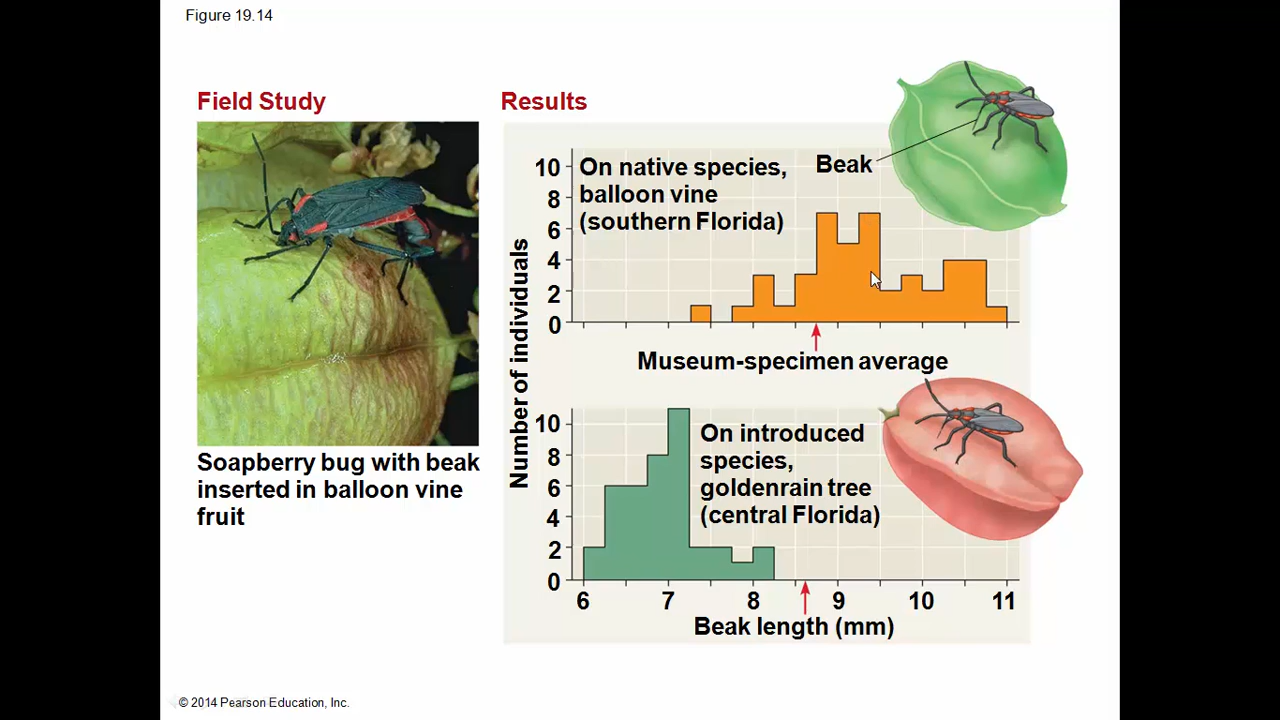 Figure 19.14
Field Study
Results
Soapberry bug with beak
inserted in balloon vine
fruit
Number of individuals
10
8
6
4
2
0
On native species,
balloon vine
(southern Florida)
Beak
Museum-specimen average
10
8
6
4
2
0
On introduced
species,
goldenrain tree
(central Florida)
6 7 8 9 10 11
Beak length (mm)
© 2014 Pearson Education, Inc.